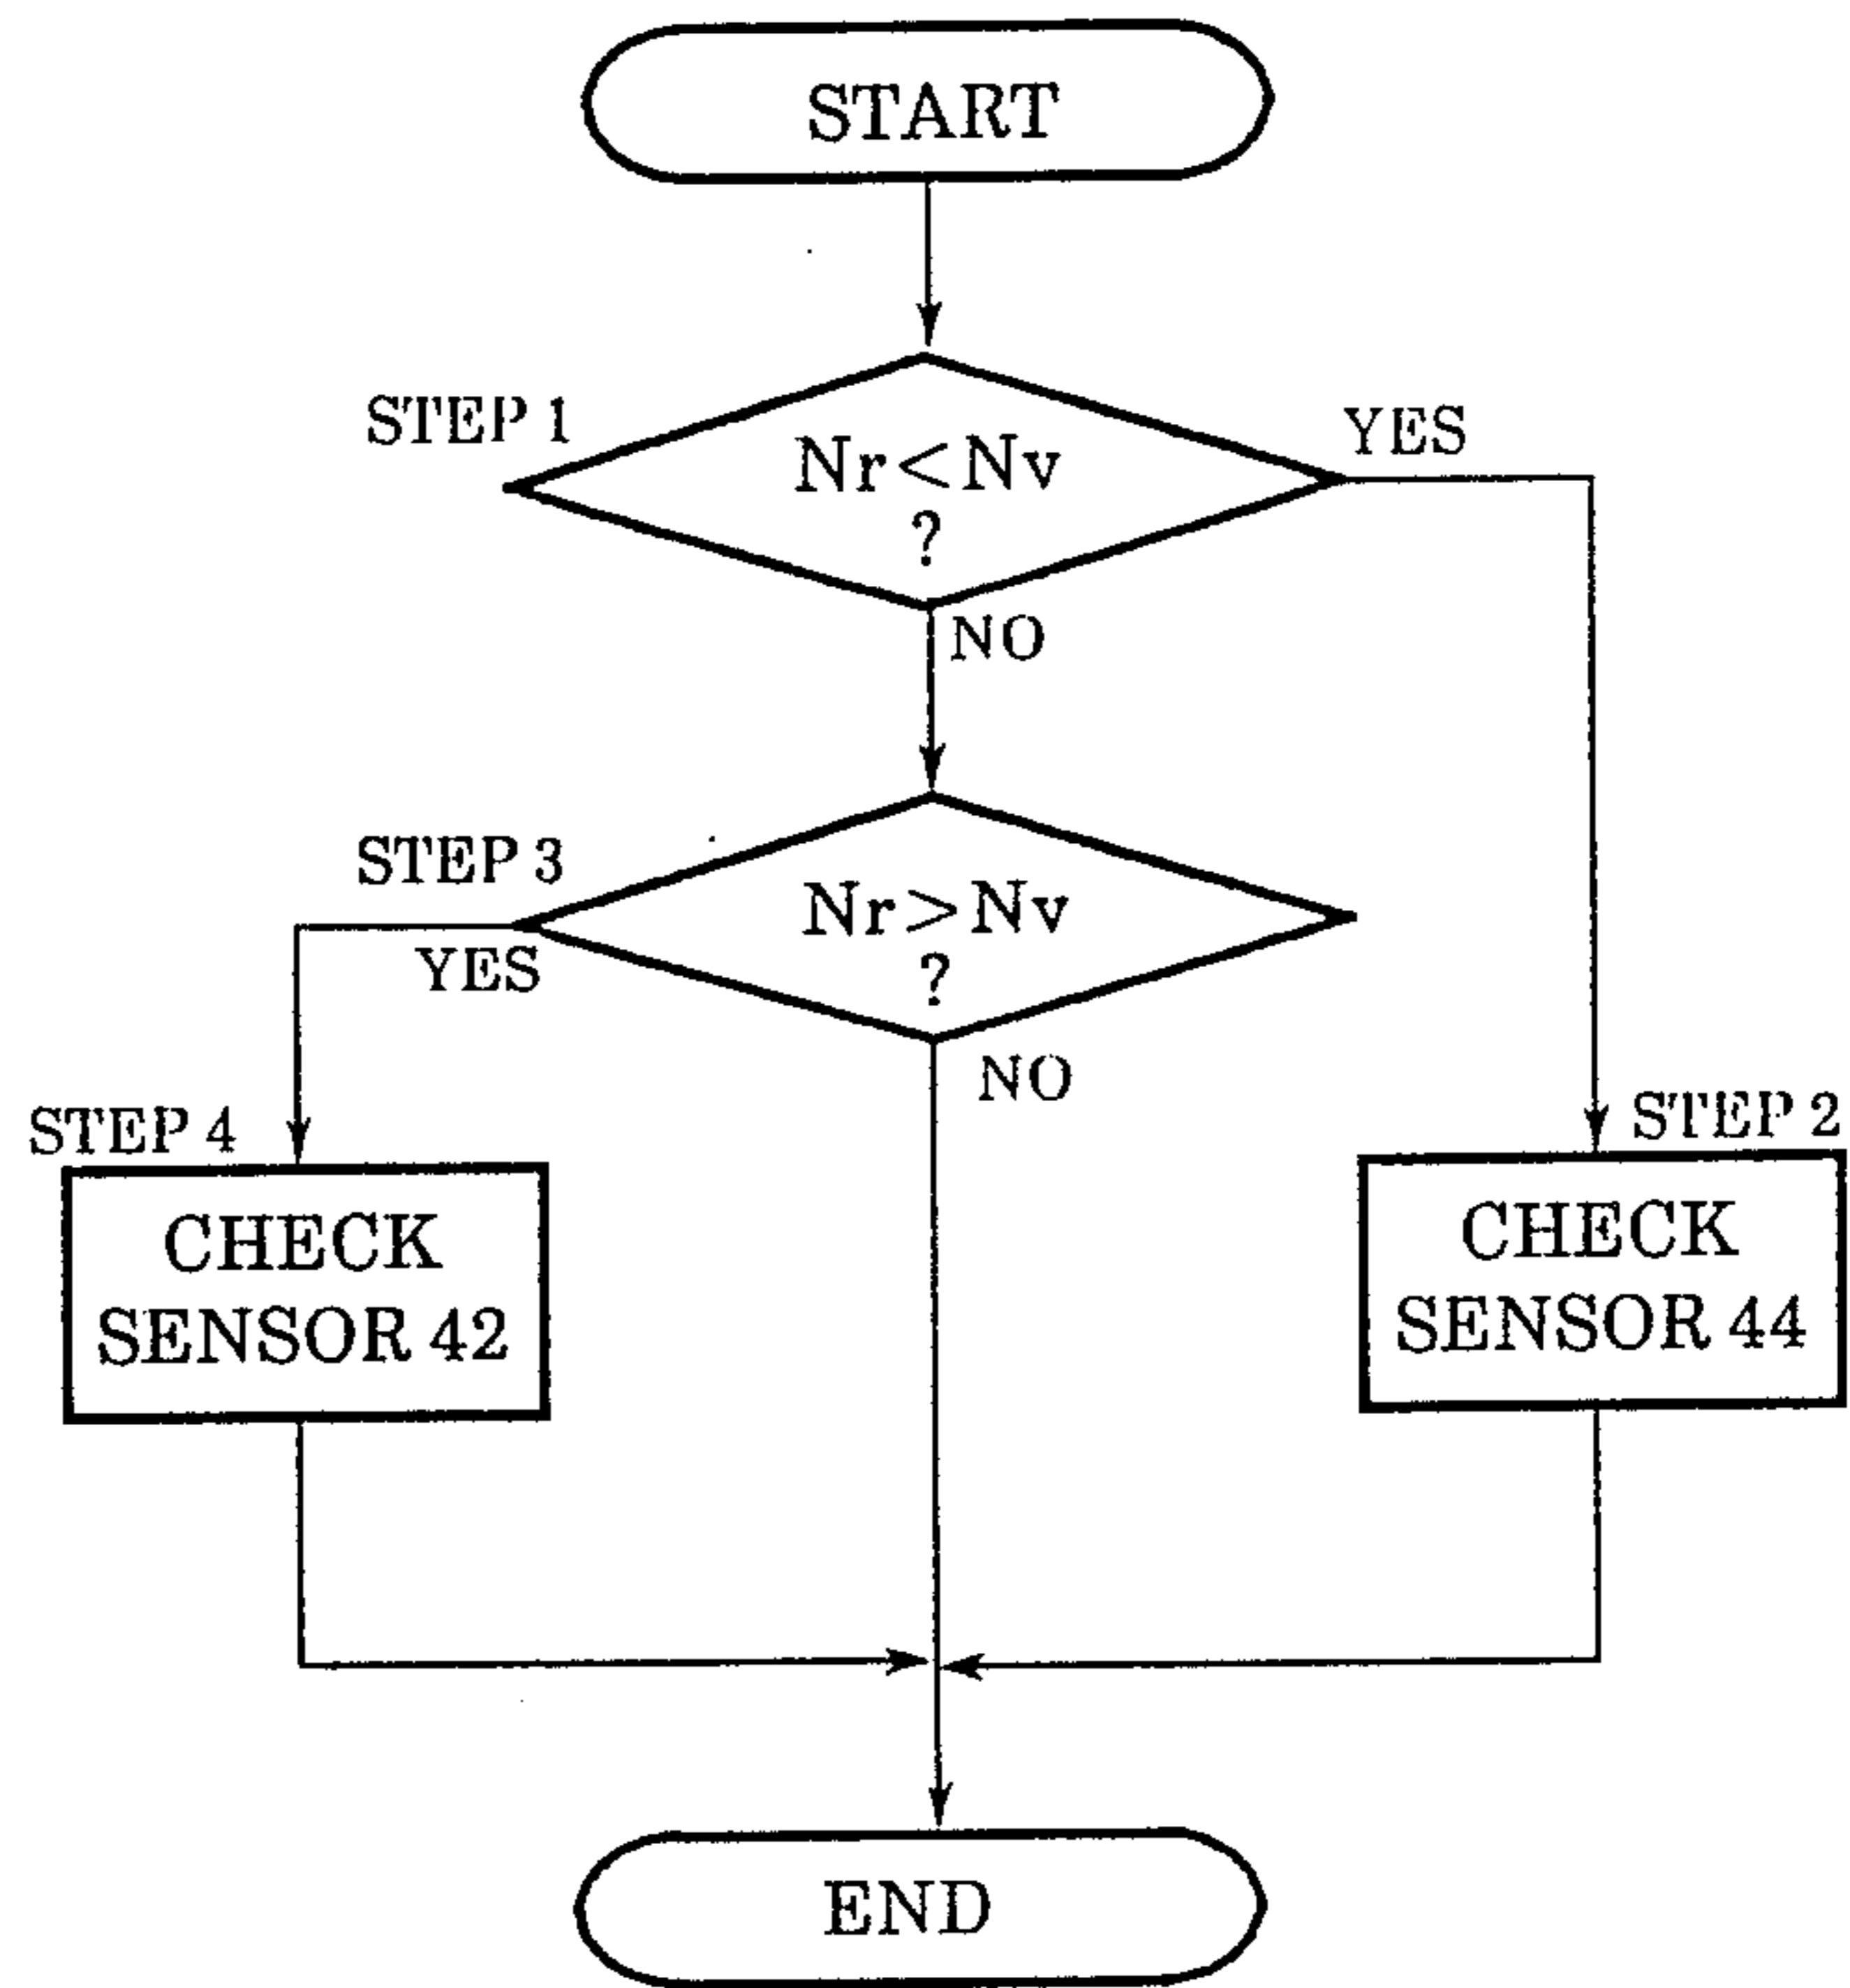 START
STEP 1
Nr<Nv
?
YES
NO
STEP 3
Nr>Nv
?
YES
NO
STEP 4
CHECK
SENSOR 42
STEP 2
CHECK
SENSOR 44
END